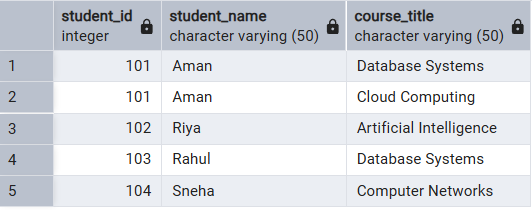 student_id student_name course_title
integer character varying (50) character varying (50)
1 101 Aman Database Systems
2 101 Aman Cloud Computing
3 102 Riya Artificial Intelligence
4 103 Rahul Database Systems
5 104 Sneha Computer Networks